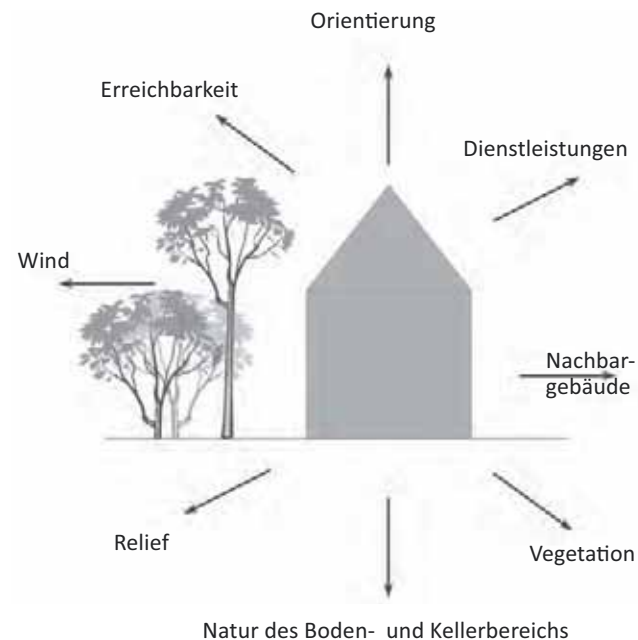 Orientierung
Erreichbarkeit
Dienstleistungen
Wind
Nachbar-
gebäude
Relief
Vegetation
Natur des Boden- und Kellerbereichs